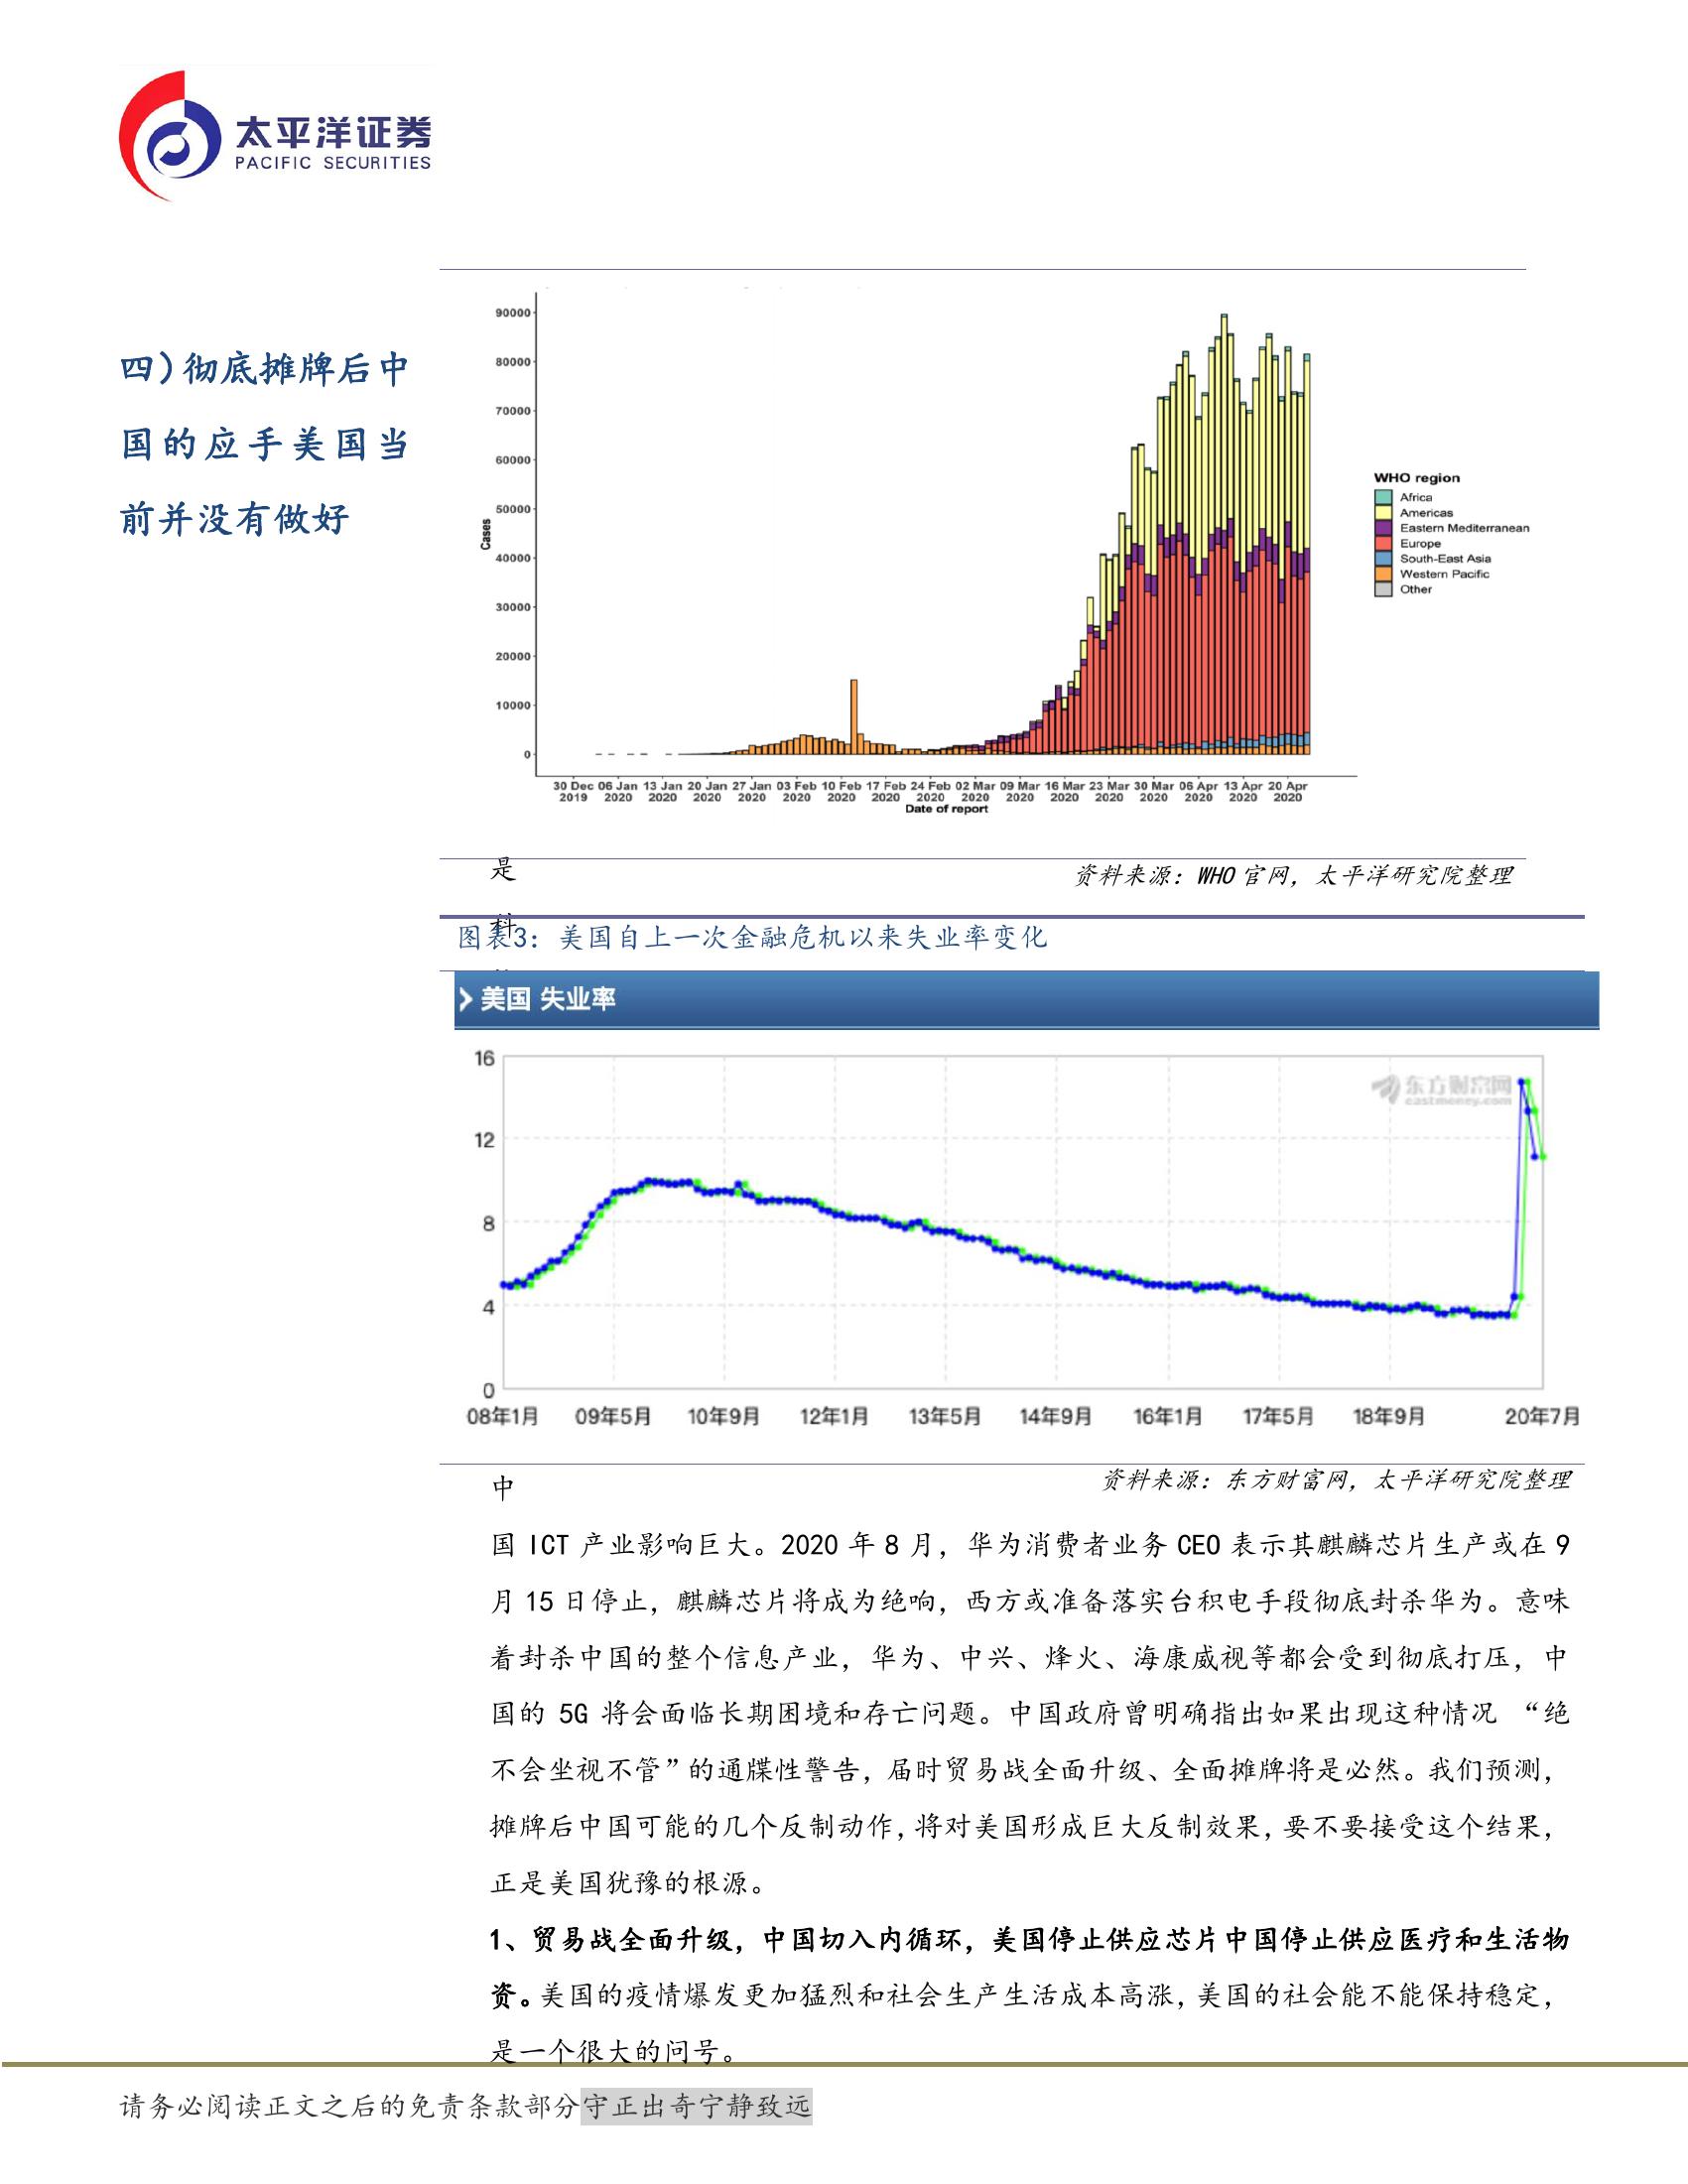 太平洋证券
PACIFIC SECURITIES
四)彻底摊牌后中
国的应手美国当
前并没有做好
90000
80000
70000
60000
50000
40000
30000
20000
10000
0
Cases
WHO region
Africa
Americas
Eastern Mediterranean
Europe
South-East Asia
Western Pacific
Other
30 Dec 06 Jan 13 Jan 20 Jan 27 Jan 03 Feb 10 Feb 17 Feb 24 Feb 02 Mar 09 Mar 16 Mar 23 Mar 30 Mar 06 Apr 13 Apr 20 Apr
2019 2020 2020 2020 2020 2020 2020 2020 2020 2020 2020 2020 2020 2020 2020 2020 2020
Date of report
是
资料来源：WHO 官网，太平洋研究院整理
科
图表3：美国自上一次金融危机以来失业率变化
美国 失业率
东方财富网
eastmoney.com
16
12
8
4
0
08年1月 09年5月 10年9月 12年1月 13年5月 14年9月 16年1月 17年5月 18年9月 20年7月
资料来源：东方财富网，太平洋研究院整理
中
国 ICT 产业影响巨大。2020 年 8 月，华为消费者业务 CEO 表示其麒麟芯片生产或在 9
月 15 日停止，麒麟芯片将成为绝响，西方或准备落实台积电手段彻底封杀华为。意味
着封杀中国的整个信息产业，华为、中兴、烽火、海康威视等都会受到彻底打压，中
国的 5G 将会面临长期困境和存亡问题。中国政府曾明确指出如果出现这种情况 “绝
不会坐视不管”的通牒性警告，届时贸易战全面升级、全面摊牌将是必然。我们预测，
摊牌后中国可能的几个反制动作，将对美国形成巨大反制效果，要不要接受这个结果，
正是美国犹豫的根源。
1、贸易战全面升级，中国切入内循环，美国停止供应芯片中国停止供应医疗和生活物
资。美国的疫情爆发更加猛烈和社会生产生活成本高涨，美国的社会能不能保持稳定，
是一个很大的问号。
请务必阅读正文之后的免责条款部分守正出奇宁静致远